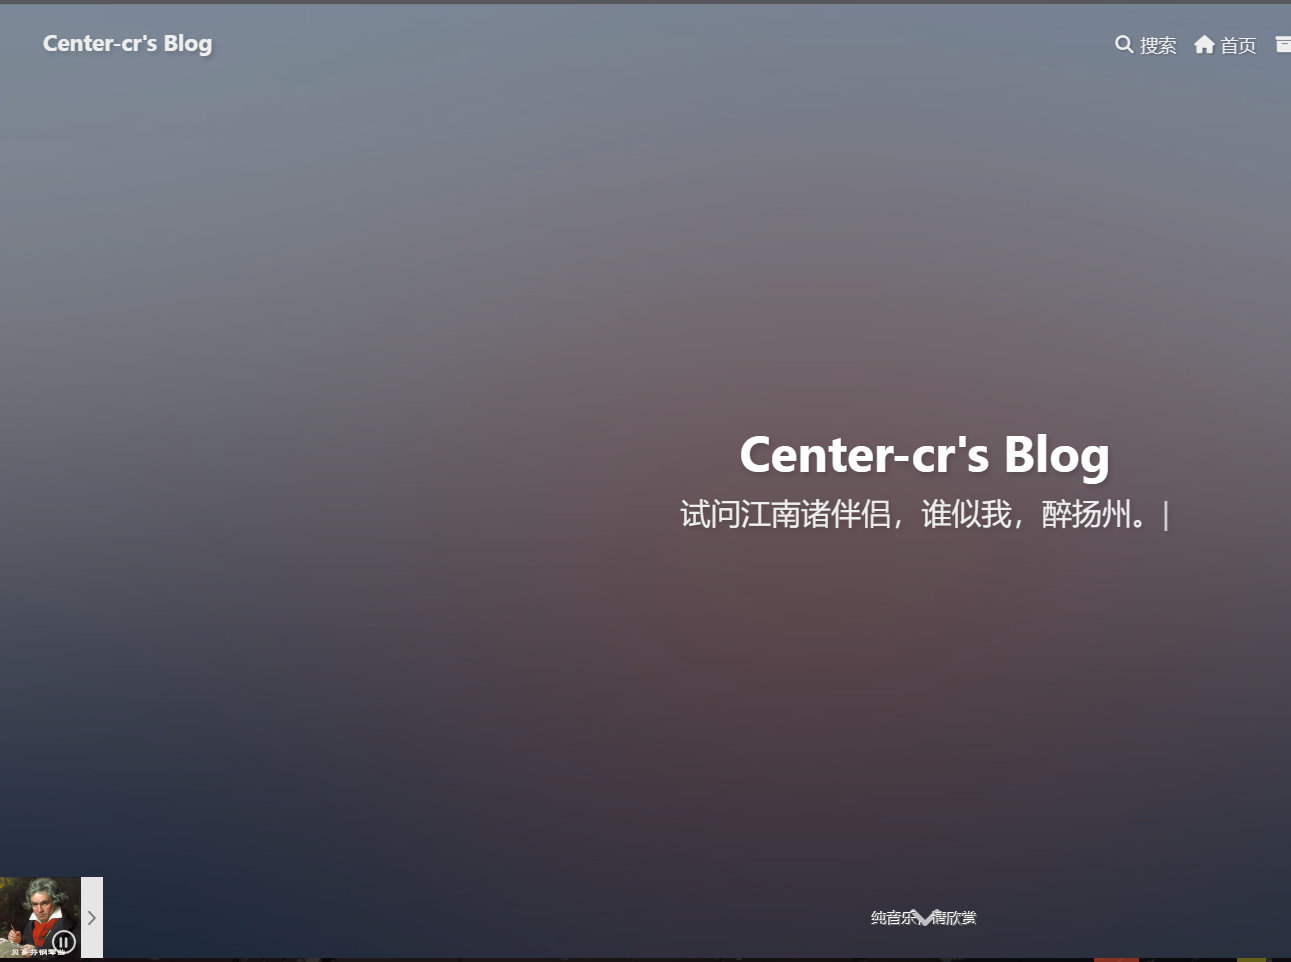 Center-cr's Blog
搜索 首页
Center-cr's Blog
试问江南诸伴侣，谁似我，醉扬州。|
纯音乐，请欣赏
贝多芬钢琴曲